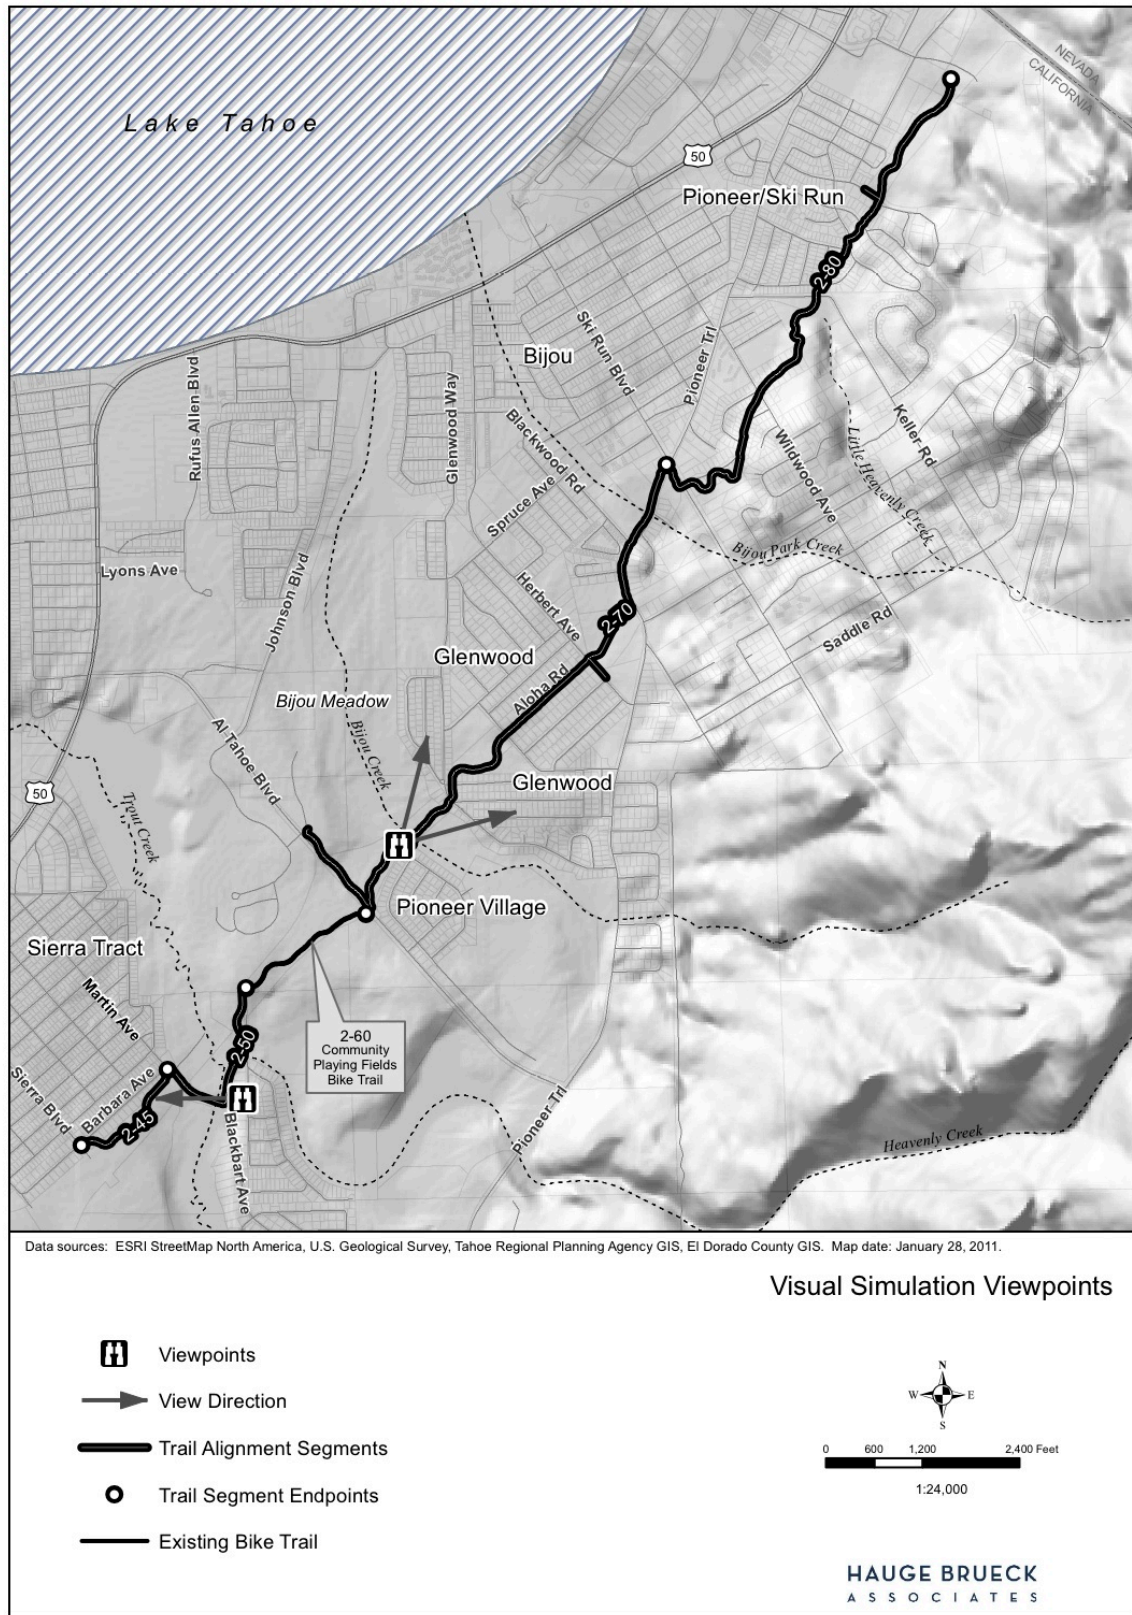 NEVADA
CALIFORNIA
Lake Tahoe
50
Pioneer/Ski Run
2-80
Ski Run Blvd
Bijou
Pioneer Trl
Rufus Allen Blvd
Glenwood Way
Blackwood Rd
Keller Rd
Wildwood Ave
Little Heavenly Creek
Spruce Ave
Bijou Park Creek
Lyons Ave
Johnson Blvd
Herbert Ave
2-70
Saddle Rd
Glenwood
Aloha Rd
Bijou Meadow
Bijou Creek
Al Tahoe Blvd
Glenwood
50
Trout Creek
Pioneer Village
Sierra Tract
Martin Ave
2-50
2-60
Community
Playing Fields
Bike Trail
Sierra Blvd
Barbara Ave
2-45
Blackbart Ave
Pioneer Trl
Heavenly Creek
Data sources: ESRI StreetMap North America, U.S. Geological Survey, Tahoe Regional Planning Agency GIS, El Dorado County GIS. Map date: January 28, 2011.
Visual Simulation Viewpoints
Viewpoints
View Direction
Trail Alignment Segments
Trail Segment Endpoints
Existing Bike Trail
N
W E
S
0 600 1,200 2,400 Feet
1:24,000
HAUGE BRUECK
ASSOCIATES